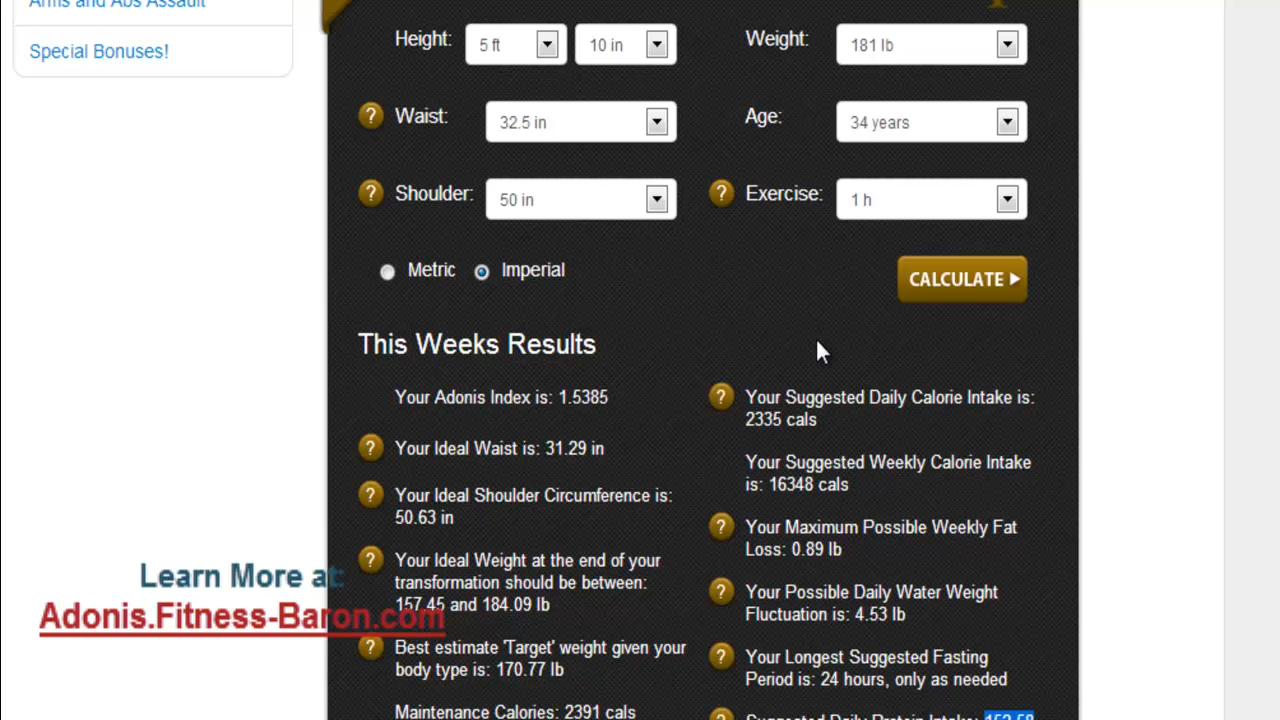 Arms and Abs Assault
Special Bonuses!
Height:
5 ft
10 in
Weight:
181 lb
? Waist:
32.5 in
Age:
34 years
? Shoulder:
50 in
? Exercise:
1 h
Metric
Imperial
CALCULATE
This Weeks Results
Your Adonis Index is: 1.5385
? Your Ideal Waist is: 31.29 in
? Your Ideal Shoulder Circumference is:
50.63 in
? Your Ideal Weight at the end of your
transformation should be between:
157.45 and 184.09 lb
? Best estimate 'Target' weight given your
body type is: 170.77 lb
Maintenance Calories: 2391 cals
? Your Suggested Daily Calorie Intake is:
2335 cals
Your Suggested Weekly Calorie Intake
is: 16348 cals
? Your Maximum Possible Weekly Fat
Loss: 0.89 lb
? Your Possible Daily Water Weight
Fluctuation is: 4.53 lb
? Your Longest Suggested Fasting
Period is: 24 hours, only as needed
? Suggested Daily Protein Intake:
Learn More at:
Adonis.Fitness-Baron.com